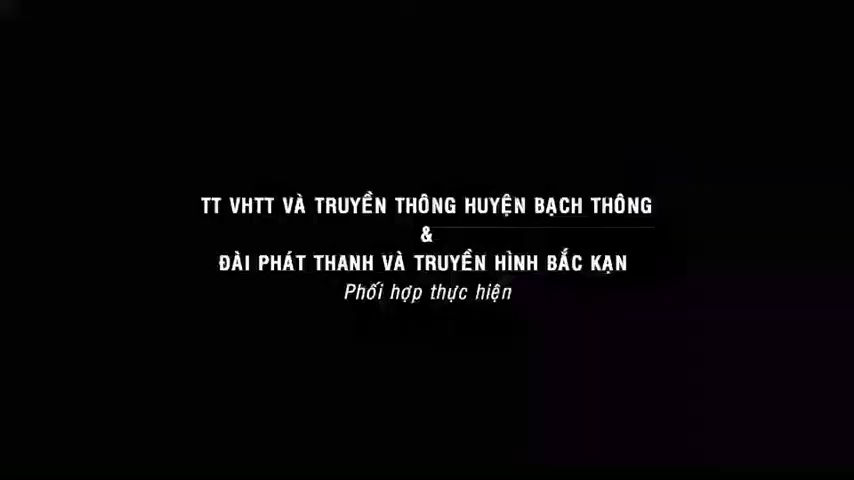 TT VHTT VÀ TRUYỀN THÔNG HUYỆN BẠCH THÔNG
&
ĐÀI PHÁT THANH VÀ TRUYỀN HÌNH BẮC KẠN
Phối hợp thực hiện